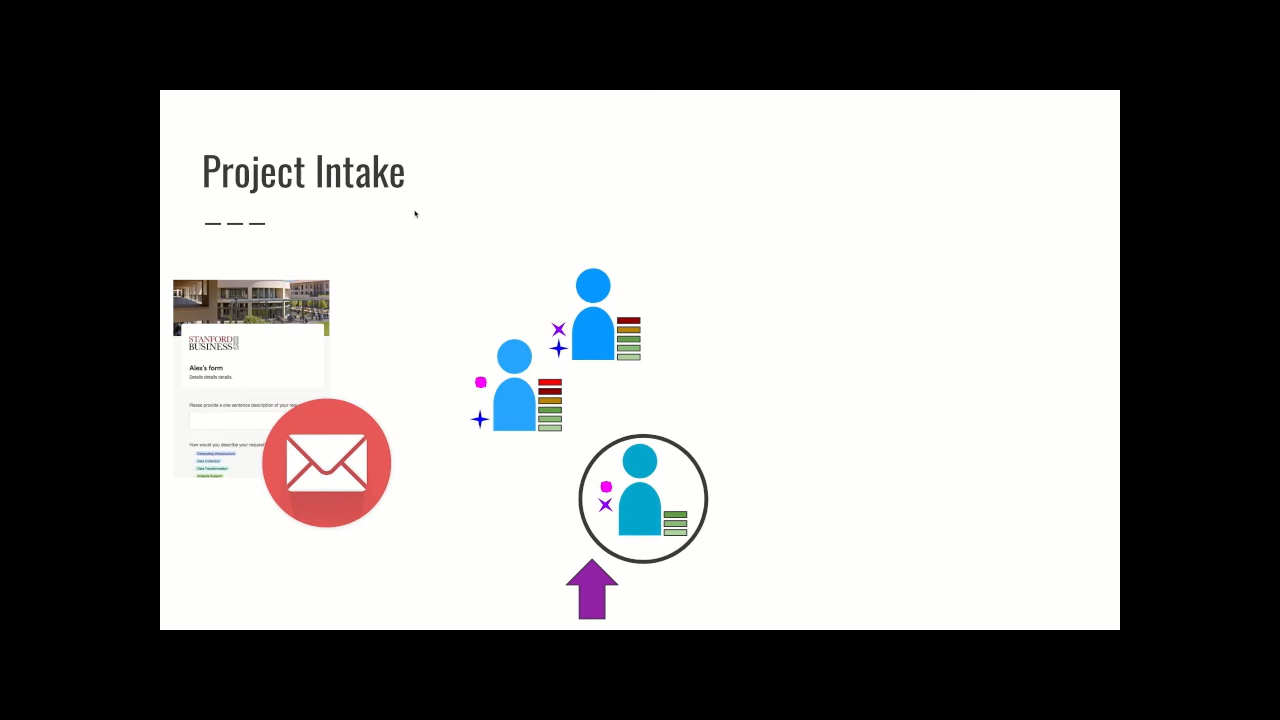 Project Intake
STANFORD
BUSINESS
Alex's form
Details details details.
Please provide a one sentence description of your
How would you describe your request?
Computing Infrastructure
Data Collection
Data Transformation
Analysis Support